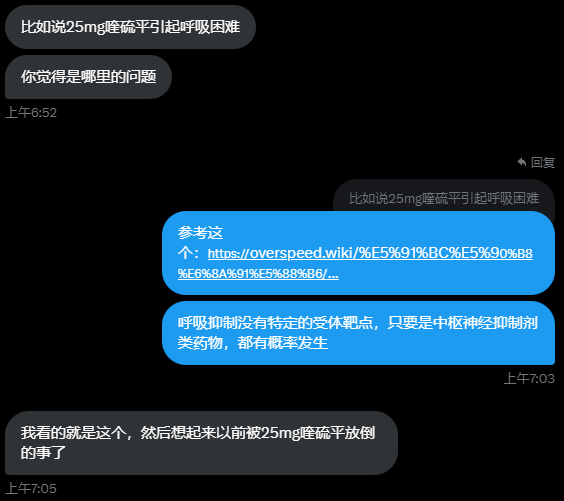 比如说25mg喹硫平引起呼吸困难
你觉得是哪里的问题
上午6:52
回复
比如说25mg喹硫平引起呼吸困难
参考这
个：https://overspeed.wiki/%E5%91%BC%E5%90%B8
%E6%8A%91%E5%88%B6/...
呼吸抑制没有特定的受体靶点，只要是中枢神经抑制剂
类药物，都有概率发生
上午7:03
我看的就是这个，然后想起来以前被25mg喹硫平放倒
的事了
上午7:05